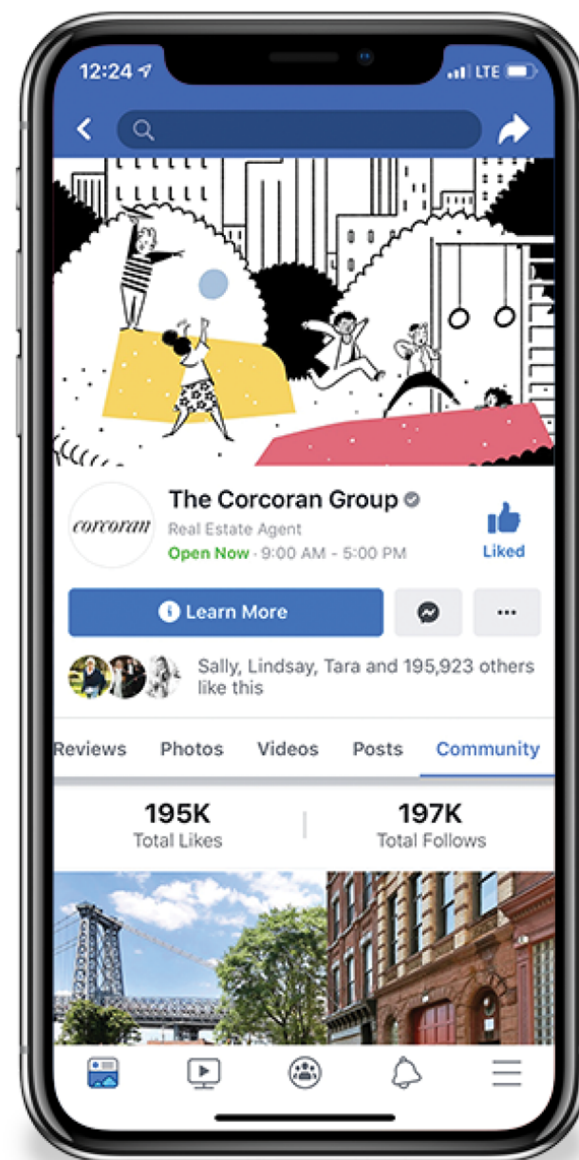 12:24
LTE
The Corcoran Group
corcoran
Real Estate Agent
Open Now · 9:00 AM - 5:00 PM
Liked
Learn More
Sally, Lindsay, Tara and 195,923 others
like this
Reviews Photos Videos Posts Community
195K 197K
Total Likes Total Follows